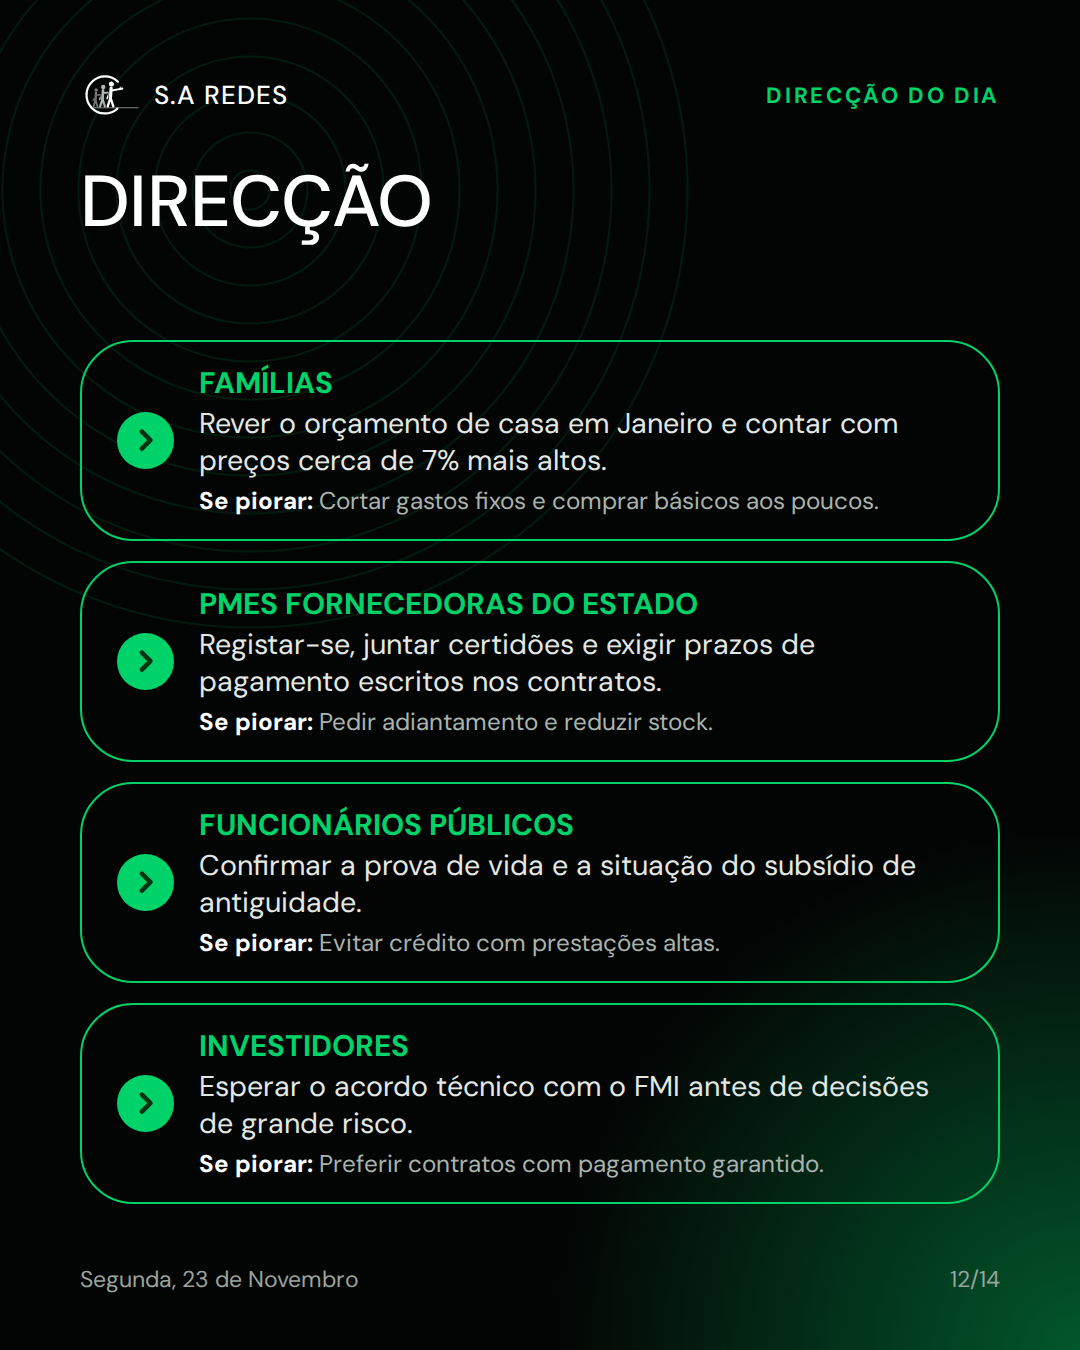 S.A REDES
DIRECÇÃO DO DIA
DIRECÇÃO
FAMÍLIAS
Rever o orçamento de casa em Janeiro e contar com
preços cerca de 7% mais altos.
Se piorar: Cortar gastos fixos e comprar básicos aos poucos.
PMES FORNECEDORAS DO ESTADO
Registar-se, juntar certidões e exigir prazos de
pagamento escritos nos contratos.
Se piorar: Pedir adiantamento e reduzir stock.
FUNCIONÁRIOS PÚBLICOS
Confirmar a prova de vida e a situação do subsídio de
antiguidade.
Se piorar: Evitar crédito com prestações altas.
INVESTIDORES
Esperar o acordo técnico com o FMI antes de decisões
de grande risco.
Se piorar: Preferir contratos com pagamento garantido.
Segunda, 23 de Novembro
12/14